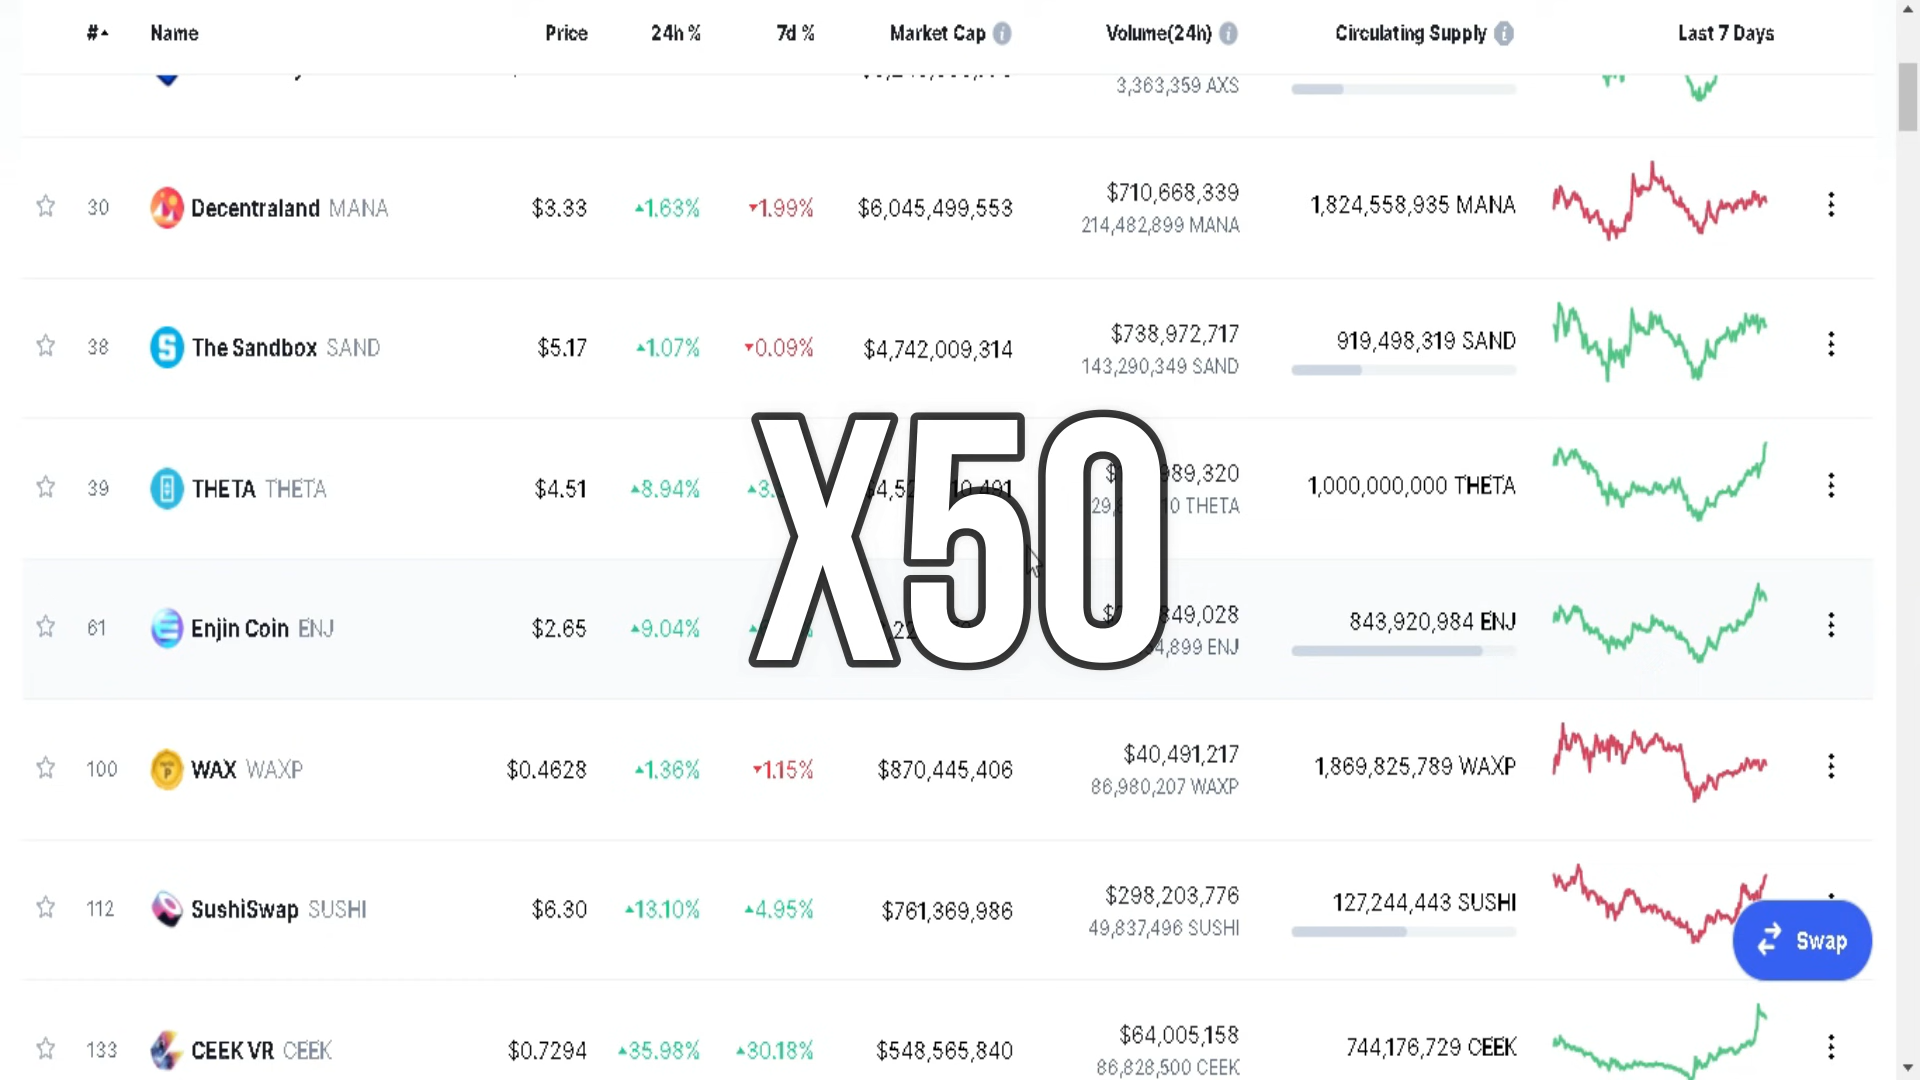 # Name Price 24h % 7d % Market Cap Volume(24h) Circulating Supply Last 7 Days
3,363,359 AXS
30 Decentraland MANA $3.33 1.63% 1.99% $6,045,499,553 $710,668,339 1,824,558,935 MANA
214,482,899 MANA
38 The Sandbox SAND $5.17 1.07% 0.09% $4,742,009,314 $738,972,717 919,498,319 SAND
143,290,349 SAND
39 THETA THETA $4.51 8.94% 1,000,000,000 THETA
THETA
X50
61 Enjin Coin ENJ $2.65 9.04% 843,920,984 ENJ
ENJ
100 WAX WAXP $0.4628 1.36% 1.15% $870,445,406 $40,491,217 1,869,825,789 WAXP
86,980,207 WAXP
112 SushiSwap SUSHI $6.30 13.10% 4.95% $761,369,986 $298,203,776 127,244,443 SUSHI
49,837,496 SUSHI
Swap
133 CEEK VR CEEK $0.7294 35.98% 30.18% $548,565,840 $64,005,158 744,176,729 CEEK
86,828,500 CEEK